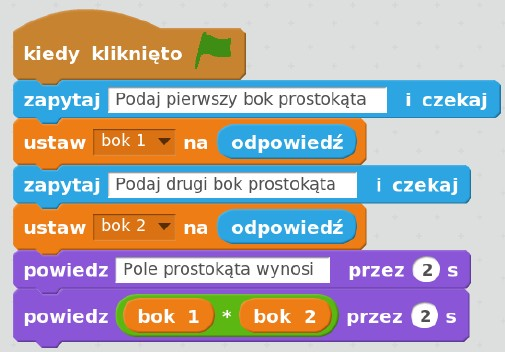 kiedy kliknięto
zapytaj Podaj pierwszy bok prostokąta i czekaj
ustaw bok 1 na odpowiedź
zapytaj Podaj drugi bok prostokąta i czekaj
ustaw bok 2 na odpowiedź
powiedz Pole prostokąta wynosi przez 2 s
powiedz bok 1 * bok 2 przez 2 s